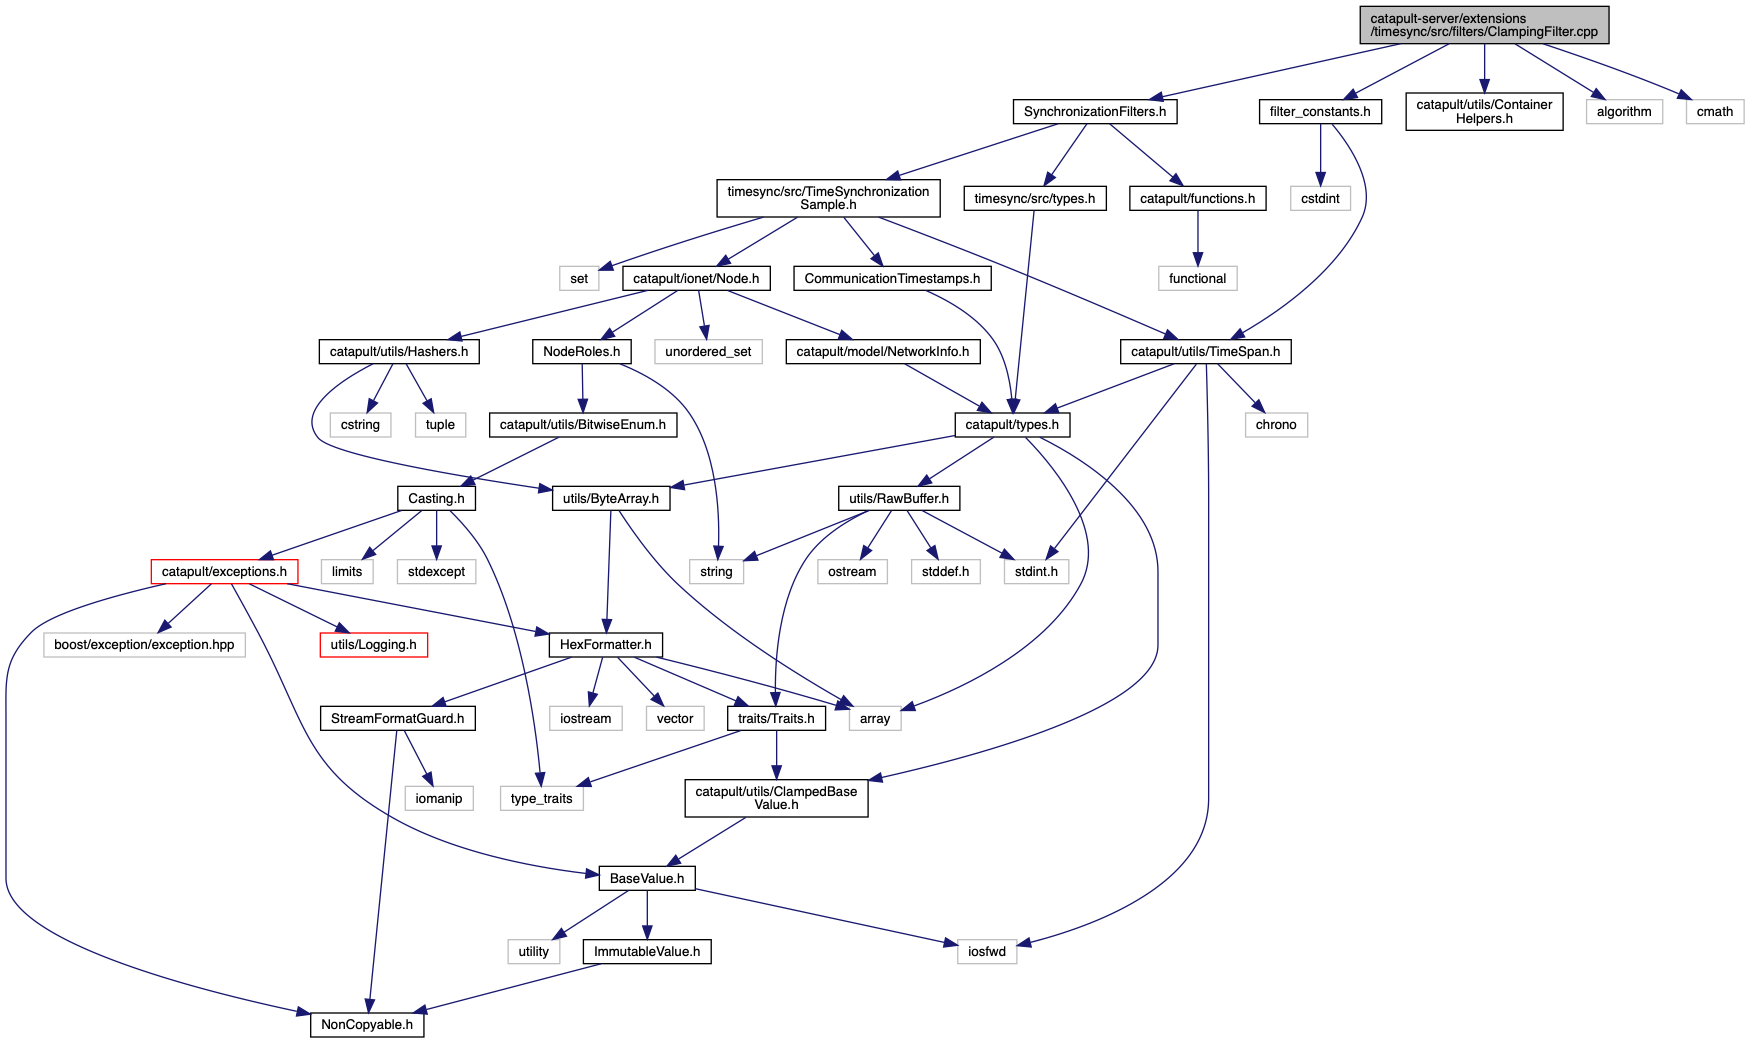 catapult-server/extensions
/timesync/src/filters/ClampingFilter.cpp
SynchronizationFilters.h
filter_constants.h
catapult/utils/Container
Helpers.h
algorithm
cmath
timesync/src/TimeSynchronization
Sample.h
timesync/src/types.h
catapult/functions.h
cstdint
set
catapult/ionet/Node.h
CommunicationTimestamps.h
functional
catapult/utils/Hashers.h
NodeRoles.h
unordered_set
catapult/model/NetworkInfo.h
catapult/utils/TimeSpan.h
cstring
tuple
catapult/utils/BitwiseEnum.h
catapult/types.h
chrono
Casting.h
utils/ByteArray.h
utils/RawBuffer.h
catapult/exceptions.h
limits
stdexcept
string
ostream
stddef.h
stdint.h
boost/exception/exception.hpp
utils/Logging.h
HexFormatter.h
StreamFormatGuard.h
iostream
vector
traits/Traits.h
array
iomanip
type_traits
catapult/utils/ClampedBase
Value.h
BaseValue.h
utility
ImmutableValue.h
iosfwd
NonCopyable.h